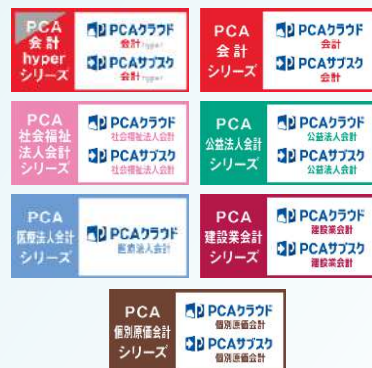 PCA
会計
hyper
シリーズ
PCAクラウド
会計hyper
PCAサブスク
会計hyper
PCA
会計
シリーズ
PCAクラウド
会計
PCAサブスク
会計
PCA
社会福祉
法人会計
シリーズ
PCAクラウド
社会福祉法人会計
PCAサブスク
社会福祉法人会計
PCA
公益法人会計
シリーズ
PCAクラウド
公益法人会計
PCAサブスク
公益法人会計
PCA
医療法人会計
シリーズ
PCAクラウド
医療法人会計
PCA
建設業会計
シリーズ
PCAクラウド
建設業会計
PCAサブスク
建設業会計
PCA
個別原価会計
シリーズ
PCAクラウド
個別原価会計
PCAサブスク
個別原価会計